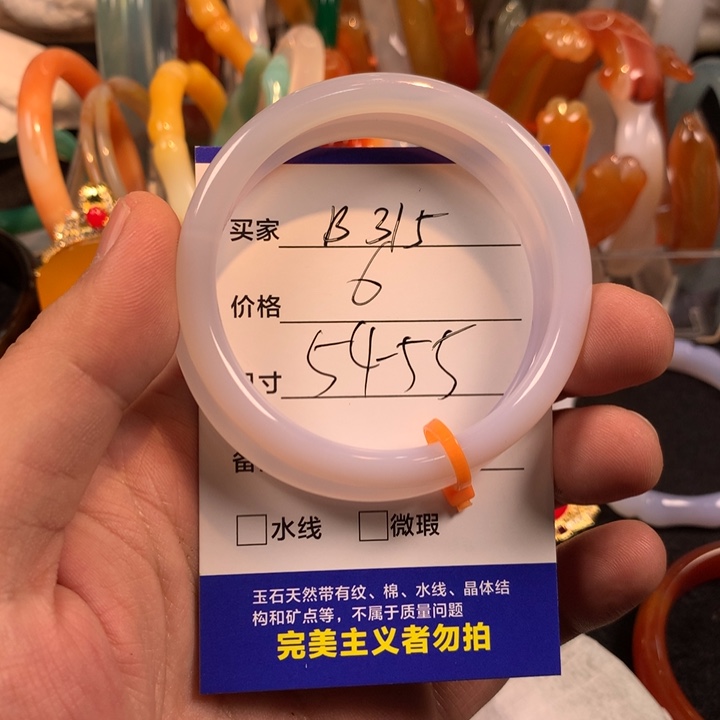 买家 B 315
价格 6
寸 54-55
备
水线 微瑕
玉石天然带有纹、棉、水线、晶体结
构和矿点等，不属于质量问题
完美主义者勿拍